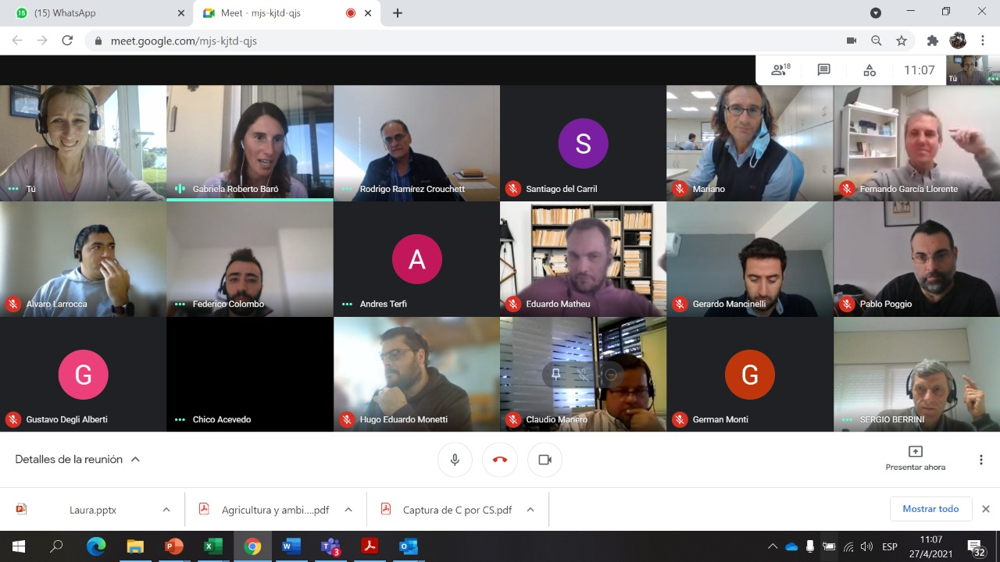 15
(15) WhatsApp
Meet - mjs-kjtd-qjs
meet.google.com/mjs-kjtd-qjs
18
11:07
Tú
Tú
Gabriela Roberto Baró
Rodrigo Ramírez Crouchett
S
Santiago del Carril
Mariano
Fernando García Llorente
Alvaro Larrocca
Federico Colombo
A
Andres Terfi
Eduardo Matheu
Gerardo Mancinelli
Pablo Poggio
G
Gustavo Degli Alberti
Chico Acevedo
Hugo Eduardo Monetti
Claudio Manero
G
German Monti
SERGIO BERRINI
Detalles de la reunión
Presentar ahora
Laura.pptx
Agricultura y ambi....pdf
Captura de C por CS.pdf
Mostrar todo
P
X
W
T
3
O
ESP
11:07
27/4/2021
32